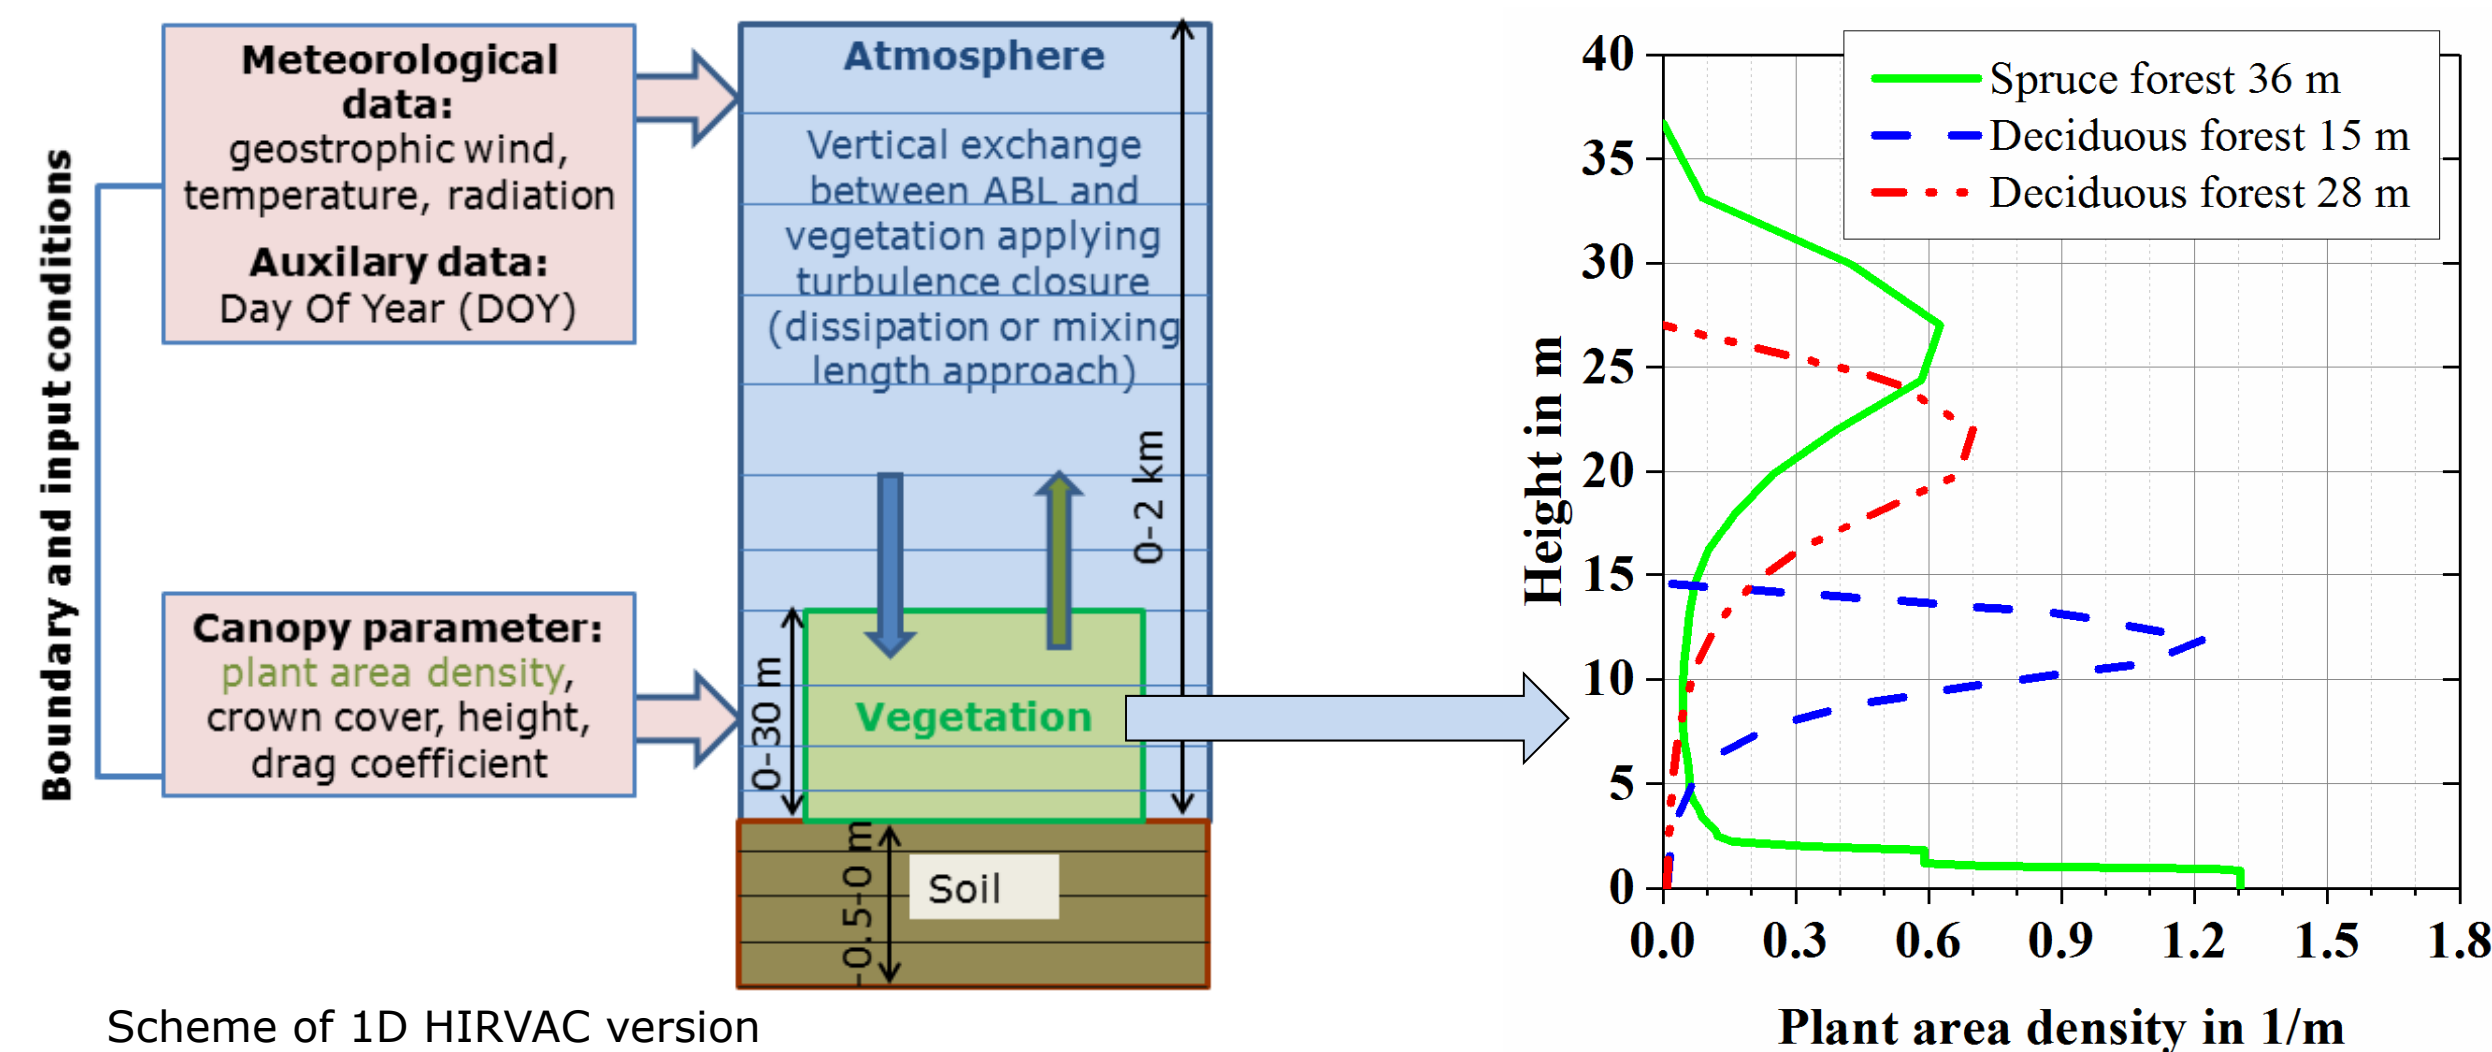 Boundary and input conditions
Meteorological
data:
geostrophic wind,
temperature, radiation
Auxilary data:
Day Of Year (DOY)
Canopy parameter:
plant area density,
crown cover, height,
drag coefficient
Atmosphere
Vertical exchange
between ABL and
vegetation applying
turbulence closure
(dissipation or mixing
length approach)
0-2 km
0-30 m
Vegetation
-0.5-0 m
Soil
Scheme of 1D HIRVAC version
Spruce forest 36 m
Deciduous forest 15 m
Deciduous forest 28 m
Height in m
40
35
30
25
20
15
10
5
0
0.0 0.3 0.6 0.9 1.2 1.5 1.8
Plant area density in 1/m